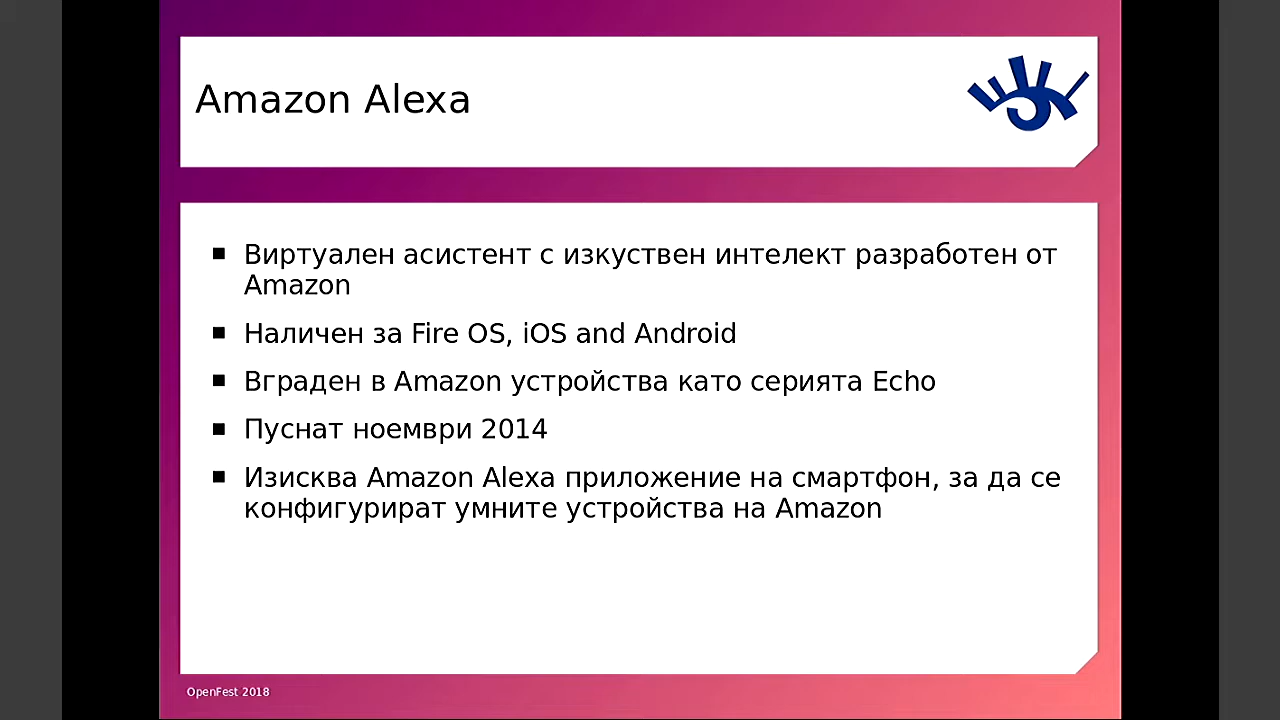 Amazon Alexa
Виртуален асистент с изкуствен интелект разработен от
Amazon
Наличен за Fire OS, iOS and Android
Вграден в Amazon устройства като серията Echo
Пуснат ноември 2014
Изисква Amazon Alexa приложение на смартфон, за да се
конфигурират умните устройства на Amazon
OpenFest 2018